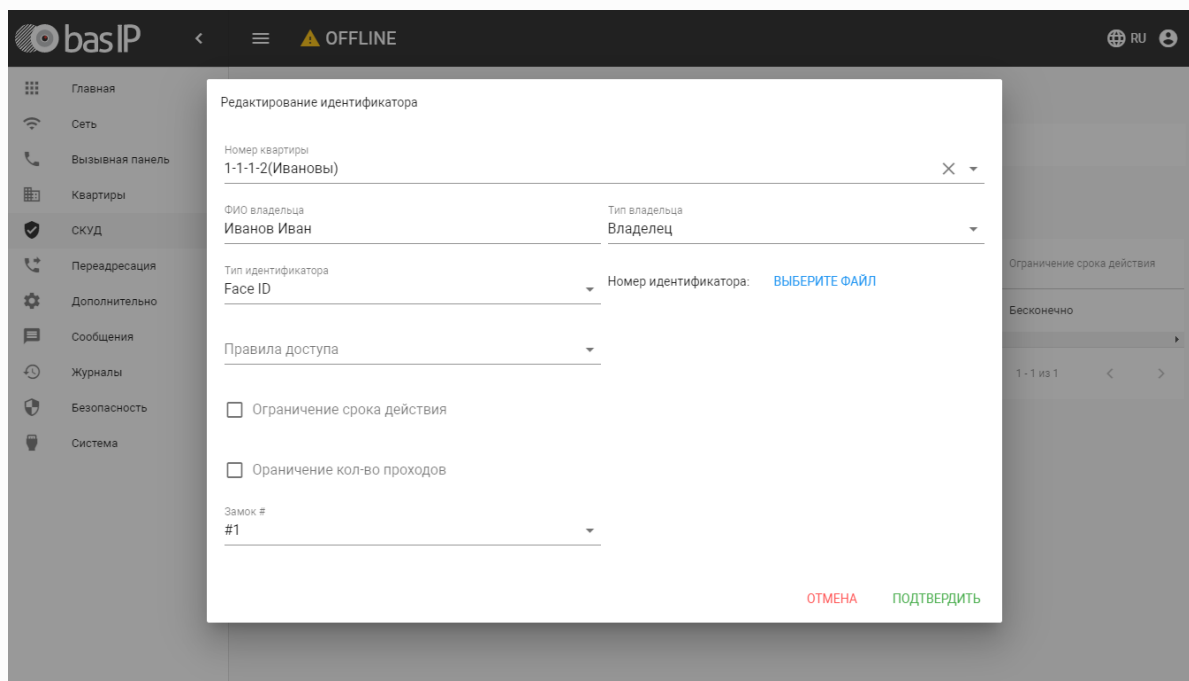 basIP
OFFLINE
RU
Главная
Сеть
Вызывная панель
Квартиры
СКУД
Переадресация
Дополнительно
Сообщения
Журналы
Безопасность
Система
Редактирование идентификатора
Номер квартиры
1-1-1-2(Ивановы)
ФИО владельца
Иванов Иван
Тип владельца
Владелец
Тип идентификатора
Face ID
Номер идентификатора: ВЫБЕРИТЕ ФАЙЛ
Правила доступа
Ограничение срока действия
Ораничение кол-во проходов
Замок #
#1
ОТМЕНА ПОДТВЕРДИТЬ
Ограничение срока действия
Бесконечно
1 - 1 из 1